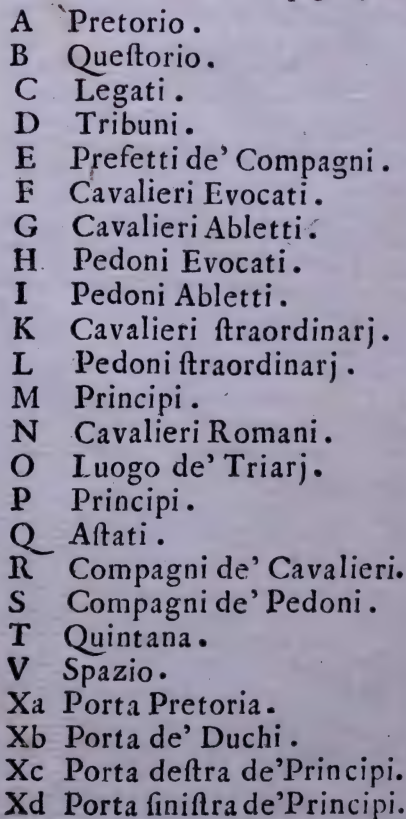 A Pretorio.
B Queſtorio.
C Legati.
D Tribuni.
E Prefetti de' Compagni.
F Cavalieri Evocati.
G Cavalieri Abletti.
H Pedoni Evocati.
I Pedoni Abletti.
K Cavalieri ſtraordinarj.
L Pedoni ſtraordinarj.
M Principi.
N Cavalieri Romani.
O Luogo de' Triarj.
P Principi.
Q Aſtati.
R Compagni de' Cavalieri.
S Compagni de' Pedoni.
T Quintana.
V Spazio.
Xa Porta Pretoria.
Xb Porta de' Duchi.
Xc Porta deſtra de' Principi.
Xd Porta ſiniſtra de' Principi.